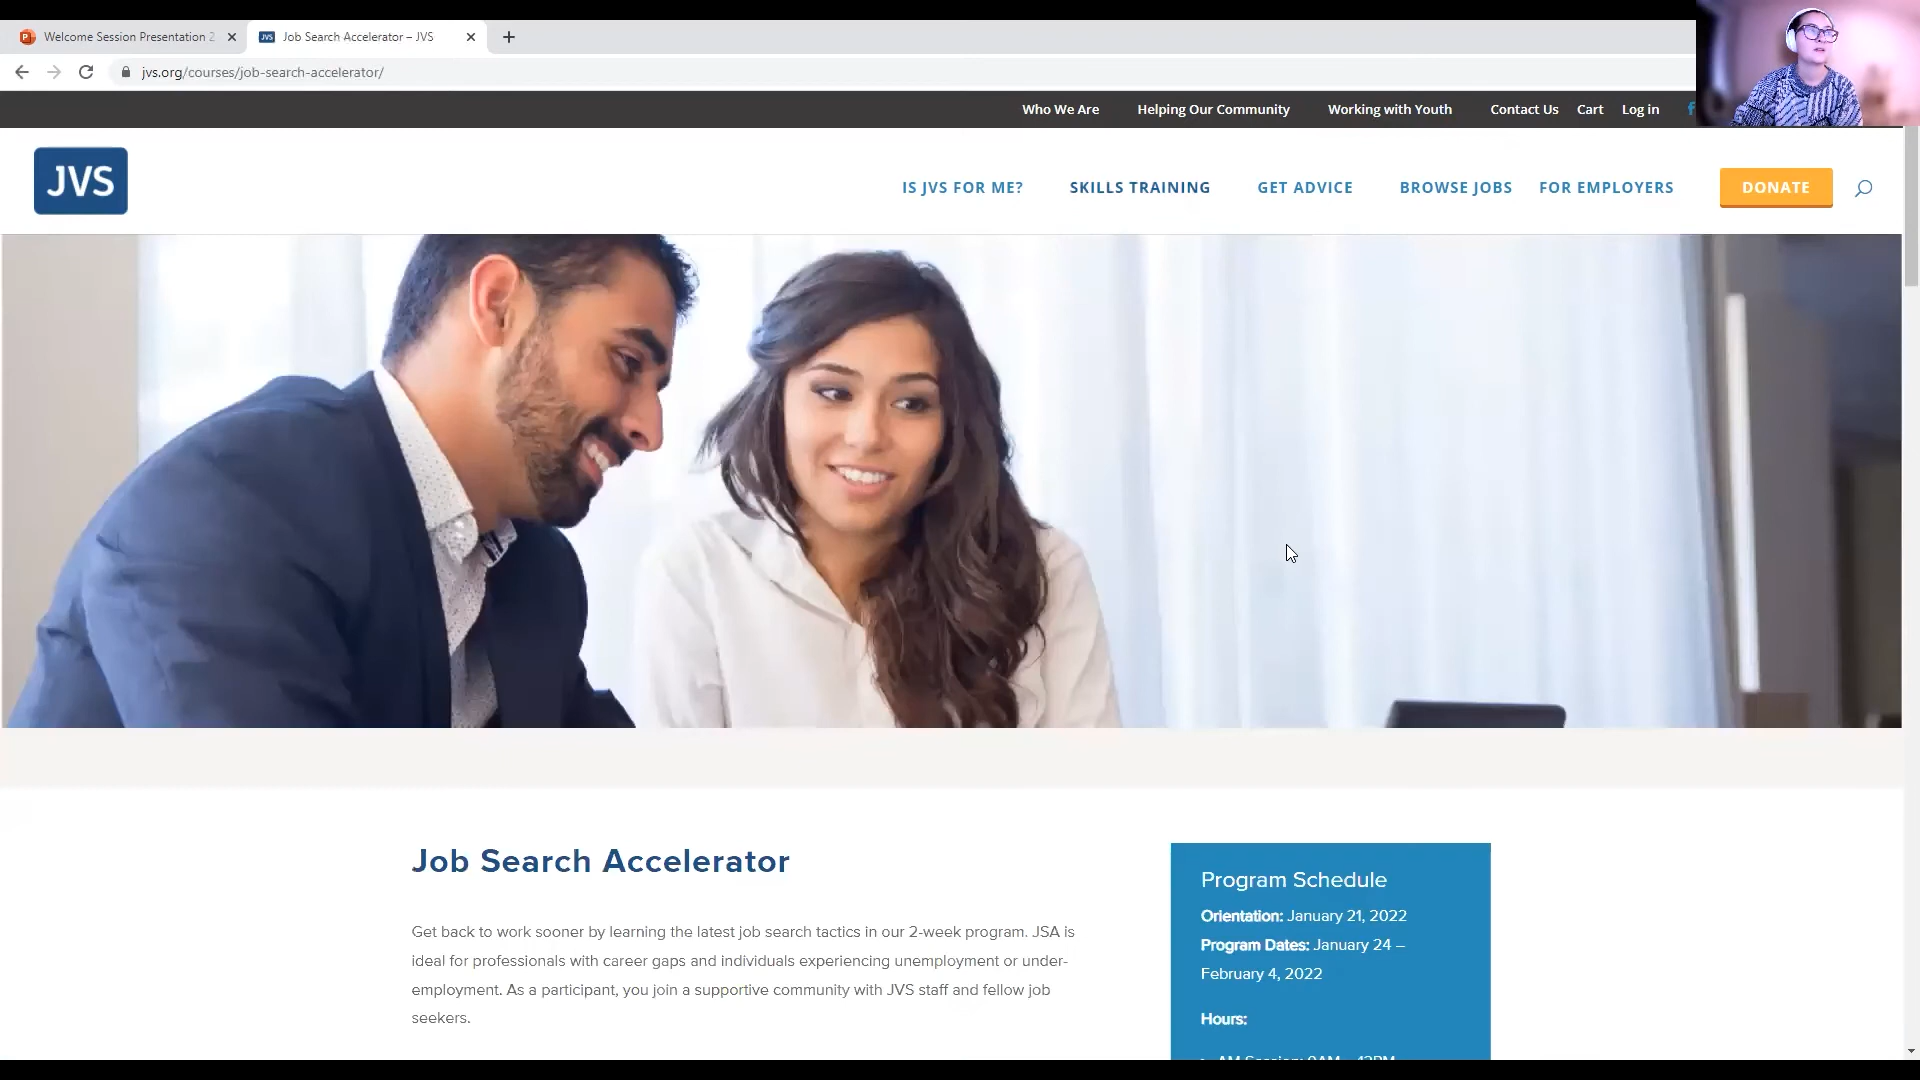 Welcome Session Presentation 2
Job Search Accelerator – JVS
jvs.org/courses/job-search-accelerator/
Who We Are Helping Our Community Working with Youth Contact Us Cart Log in
JVS
IS JVS FOR ME? SKILLS TRAINING GET ADVICE BROWSE JOBS FOR EMPLOYERS DONATE
Job Search Accelerator
Get back to work sooner by learning the latest job search tactics in our 2-week program. JSA is
ideal for professionals with career gaps and individuals experiencing unemployment or under-
employment. As a participant, you join a supportive community with JVS staff and fellow job
seekers.
Program Schedule
Orientation: January 21, 2022
Program Dates: January 24 –
February 4, 2022
Hours:
AM Session: 9AM – 12PM